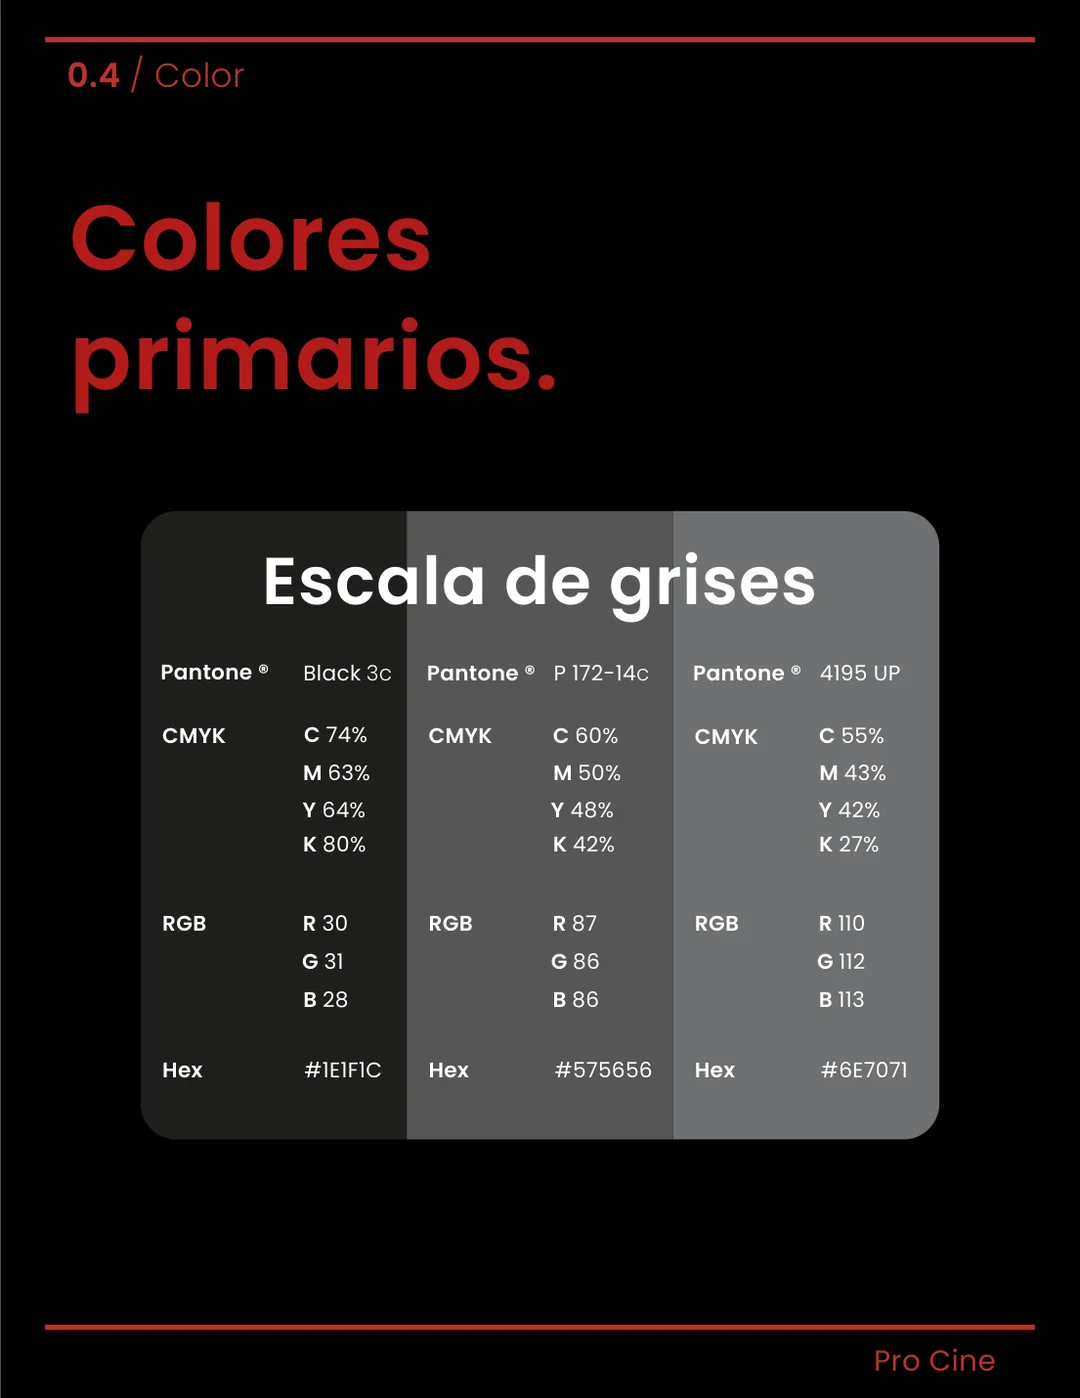 0.4 / Color
Colores
primarios.
Escala de grises
Pantone ® Black 3c Pantone ® P 172-14c Pantone ® 4195 UP
CMYK C 74% CMYK C 60% CMYK C 55%
M 63% M 50% M 43%
Y 64% Y 48% Y 42%
K 80% K 42% K 27%
RGB R 30 RGB R 87 RGB R 110
G 31 G 86 G 112
B 28 B 86 B 113
Hex #1E1F1C Hex #575656 Hex #6E7071
Pro Cine